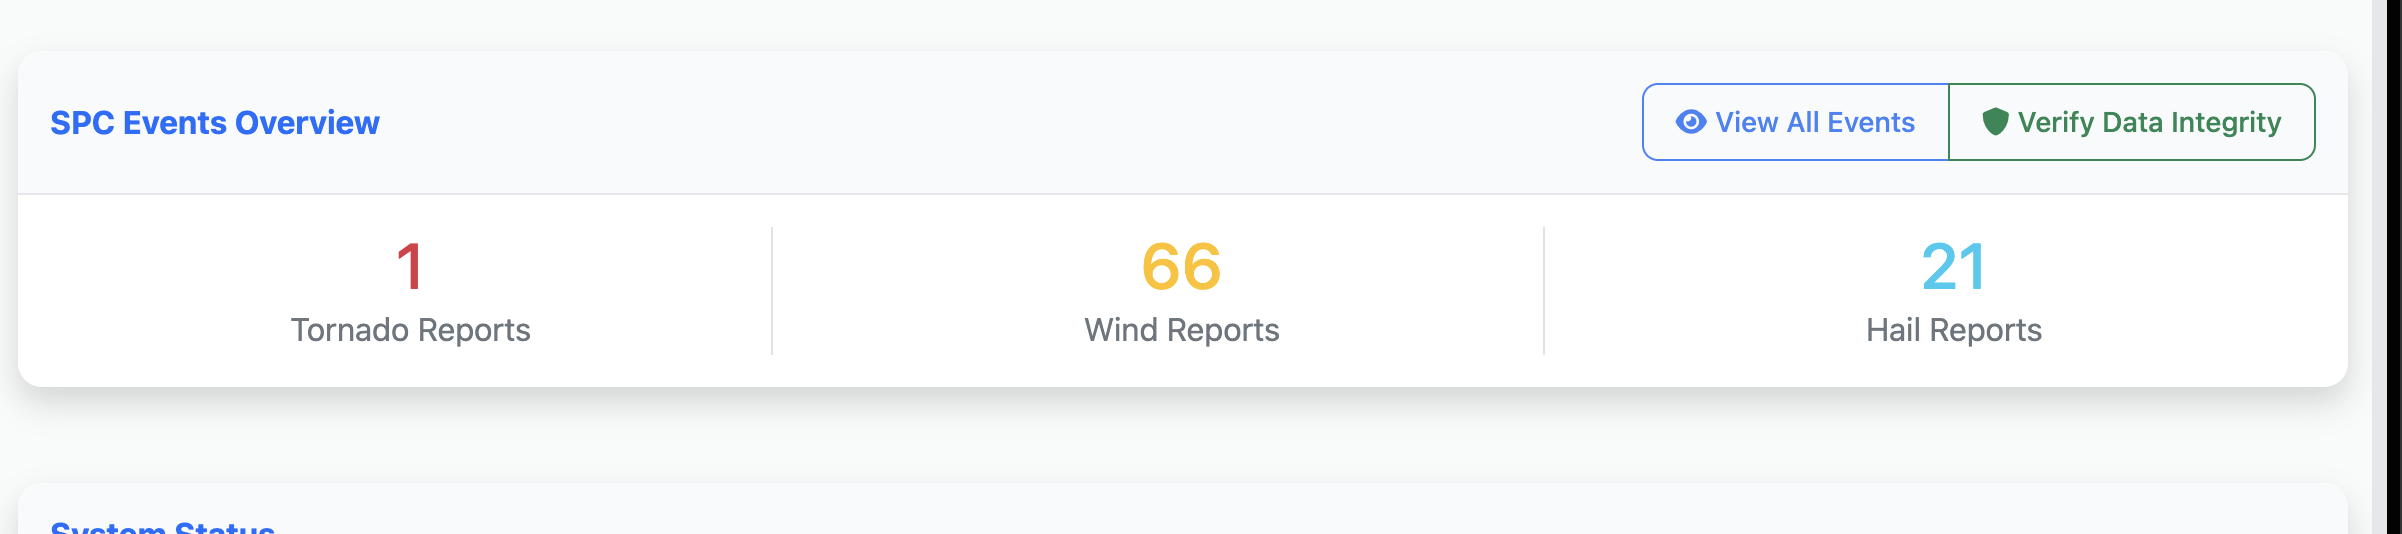 SPC Events Overview
View All Events
Verify Data Integrity
1
Tornado Reports
66
Wind Reports
21
Hail Reports
System Status